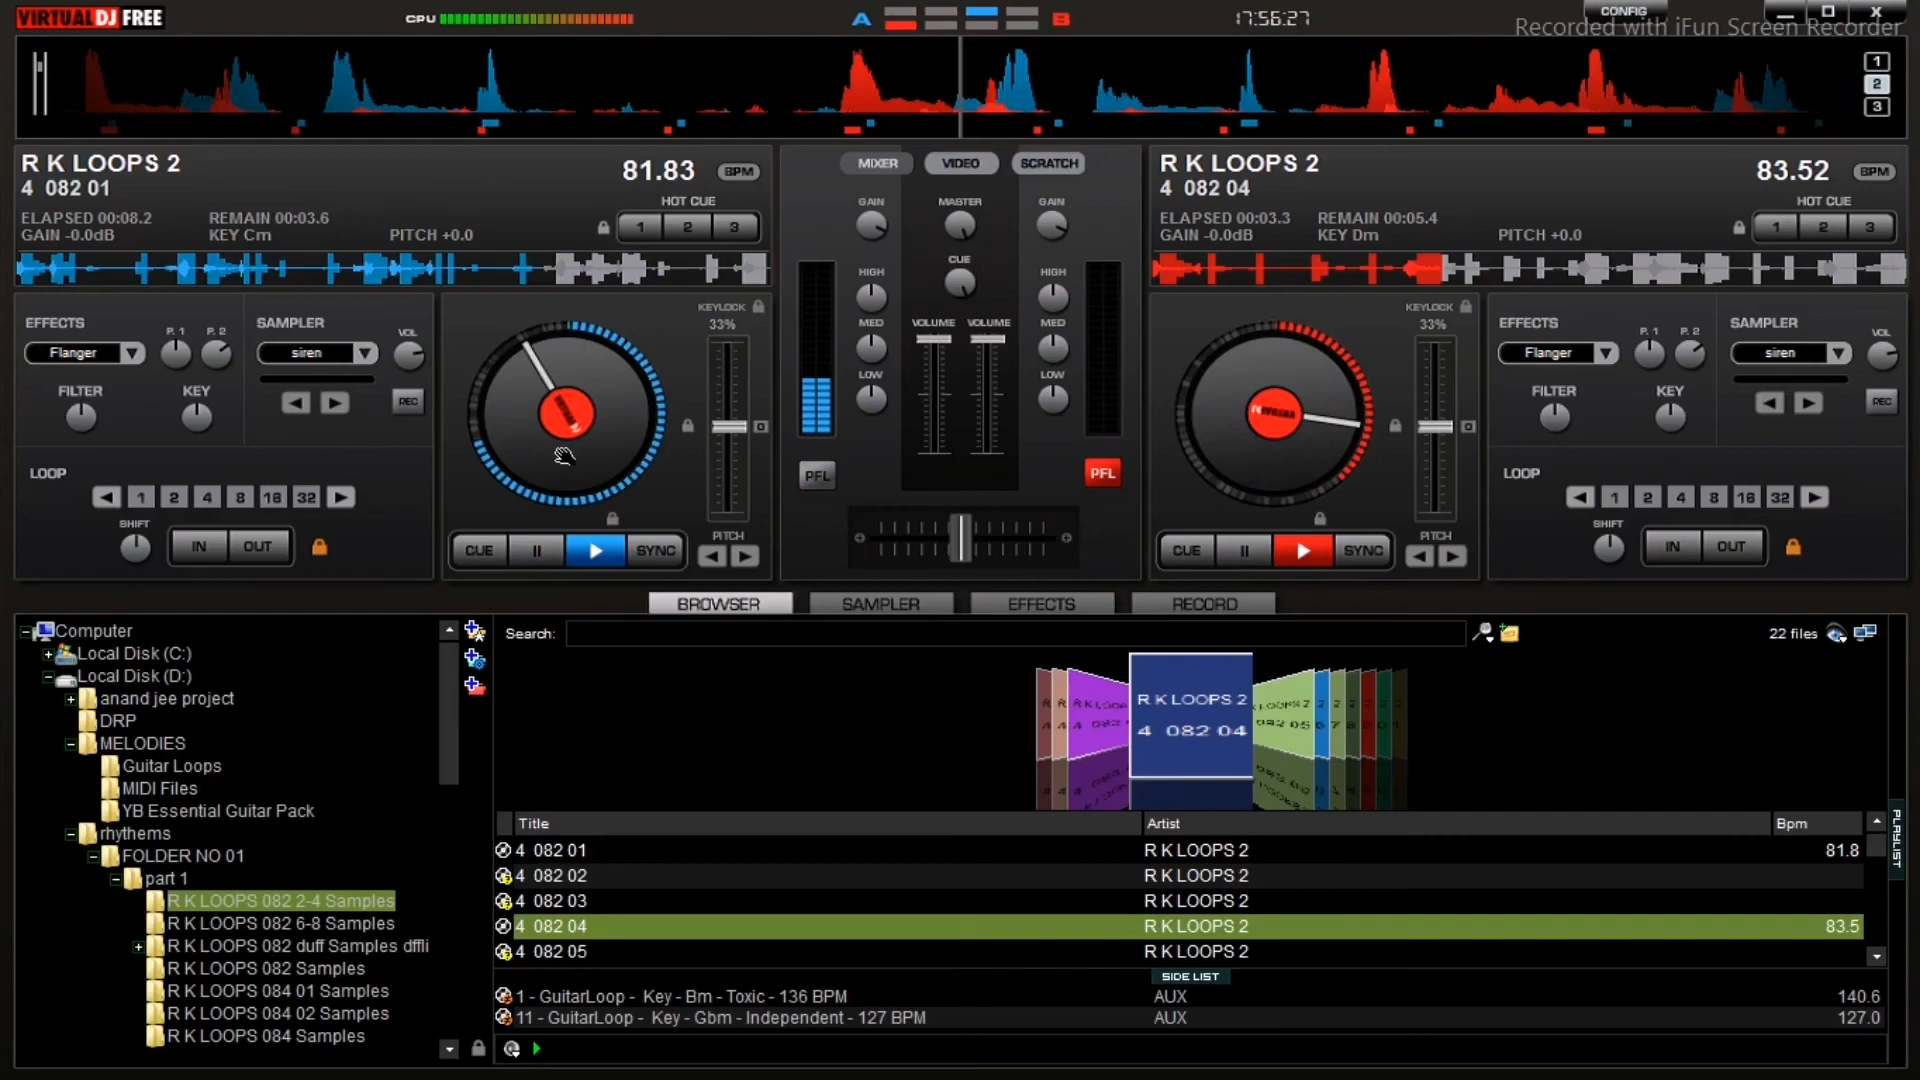 VIRTUAL DJ FREE
CPU
A
B
17:56:27
CONFIG
Recorded with iFun Screen Recorder
1
2
3
R K LOOPS 2
4 082 01
81.83 BPM
HOT CUE
ELAPSED 00:08.2 REMAIN 00:03.6
GAIN -0.0dB KEY Cm PITCH +0.0
1 2 3
MIXER VIDEO SCRATCH
GAIN MASTER GAIN
CUE
HIGH HIGH
MED VOLUME VOLUME MED
LOW LOW
PFL PFL
R K LOOPS 2
4 082 04
83.52 BPM
HOT CUE
ELAPSED 00:03.3 REMAIN 00:05.4
GAIN -0.0dB KEY Dm PITCH +0.0
1 2 3
EFFECTS P. 1 P. 2 SAMPLER VOL
Flanger siren
FILTER KEY REC
LOOP
1 2 4 8 16 32
SHIFT
IN OUT
KEYLOCK
33%
CUE SYNC PITCH
KEYLOCK
33%
CUE SYNC PITCH
EFFECTS P. 1 P. 2 SAMPLER VOL
Flanger siren
FILTER KEY REC
LOOP
1 2 4 8 16 32
SHIFT
IN OUT
BROWSER SAMPLER EFFECTS RECORD
Computer
Local Disk (C:)
Local Disk (D:)
anand jee project
DRP
MELODIES
Guitar Loops
MIDI Files
YB Essential Guitar Pack
rhythems
FOLDER NO 01
part 1
R K LOOPS 082 2-4 Samples
R K LOOPS 082 6-8 Samples
R K LOOPS 082 duff Samples dffli
R K LOOPS 082 Samples
R K LOOPS 084 01 Samples
R K LOOPS 084 02 Samples
R K LOOPS 084 Samples
Search:
22 files
R K LOOPS 2
4 082 04
Title Artist Bpm
4 082 01 R K LOOPS 2 81.8
4 082 02 R K LOOPS 2
4 082 03 R K LOOPS 2
4 082 04 R K LOOPS 2 83.5
4 082 05 R K LOOPS 2
SIDE LIST
1 - GuitarLoop - Key - Bm - Toxic - 136 BPM AUX 140.6
11 - GuitarLoop - Key - Gbm - Independent - 127 BPM AUX 127.0
PLAYLIST